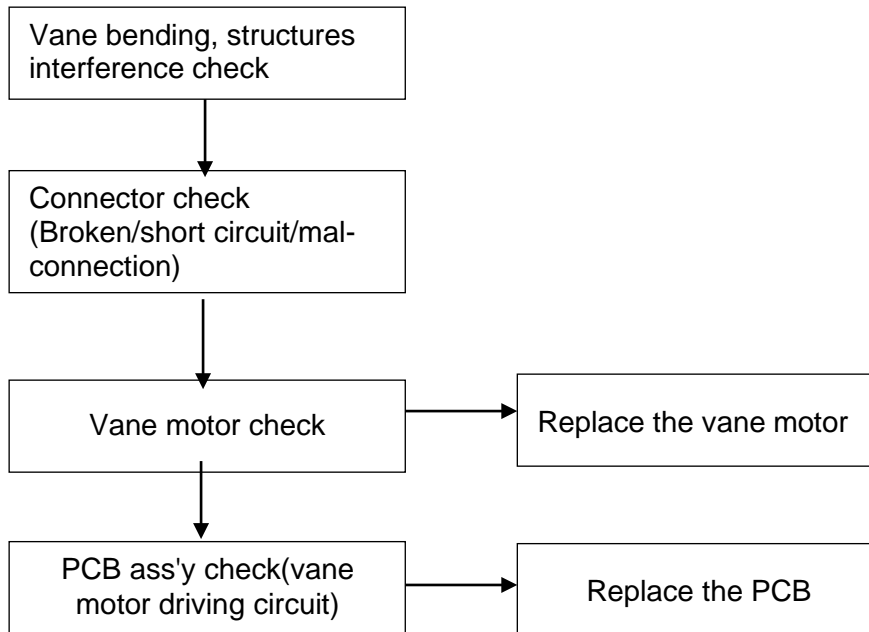 Vane bending, structures
interference check
Connector check
(Broken/short circuit/mal-
connection)
Vane motor check
Replace the vane motor
PCB ass'y check(vane
motor driving circuit)
Replace the PCB